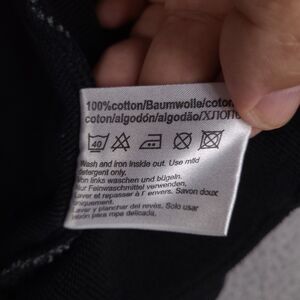 100%cotton/Baumwolle/coton
coton/algodón/algodão/Хлопок
40
Wash and iron inside out. Use mild
detergent only.
Von links waschen und bügeln.
Nur Feinwaschmittel verwenden.
Laver et repasser à l'envers. Savon doux
Lavar y planchar del revés. Solo usar
jabón para ropa delicada.